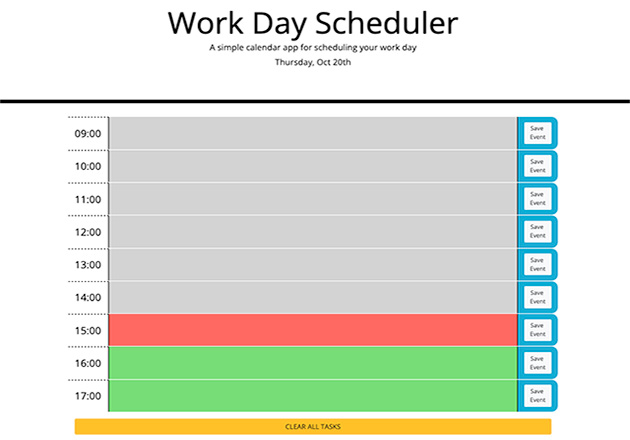 Work Day Scheduler
A simple calendar app for scheduling your work day
Thursday, Oct 20th
09:00
Save
Event
10:00
Save
Event
11:00
Save
Event
12:00
Save
Event
13:00
Save
Event
14:00
Save
Event
15:00
Save
Event
16:00
Save
Event
17:00
Save
Event
CLEAR ALL TASKS